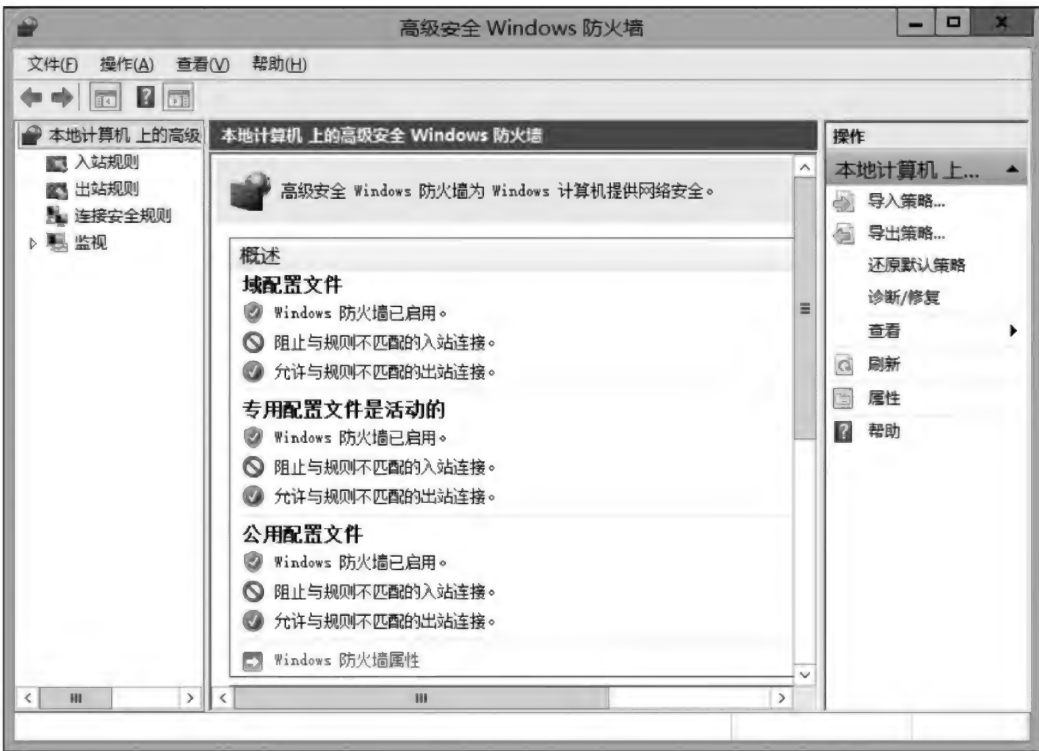 高级安全 Windows 防火墙
文件(F) 操作(A) 查看(V) 帮助(H)
本地计算机 上的高级
入站规则
出站规则
连接安全规则
监视
本地计算机 上的高级安全 Windows 防火墙
高级安全 Windows 防火墙为 Windows 计算机提供网络安全。
概述
域配置文件
Windows 防火墙已启用。
阻止与规则不匹配的入站连接。
允许与规则不匹配的出站连接。
专用配置文件是活动的
Windows 防火墙已启用。
阻止与规则不匹配的入站连接。
允许与规则不匹配的出站连接。
公用配置文件
Windows 防火墙已启用。
阻止与规则不匹配的入站连接。
允许与规则不匹配的出站连接。
Windows 防火墙属性
操作
本地计算机 上...
导入策略...
导出策略...
还原默认策略
诊断/修复
查看
刷新
属性
帮助